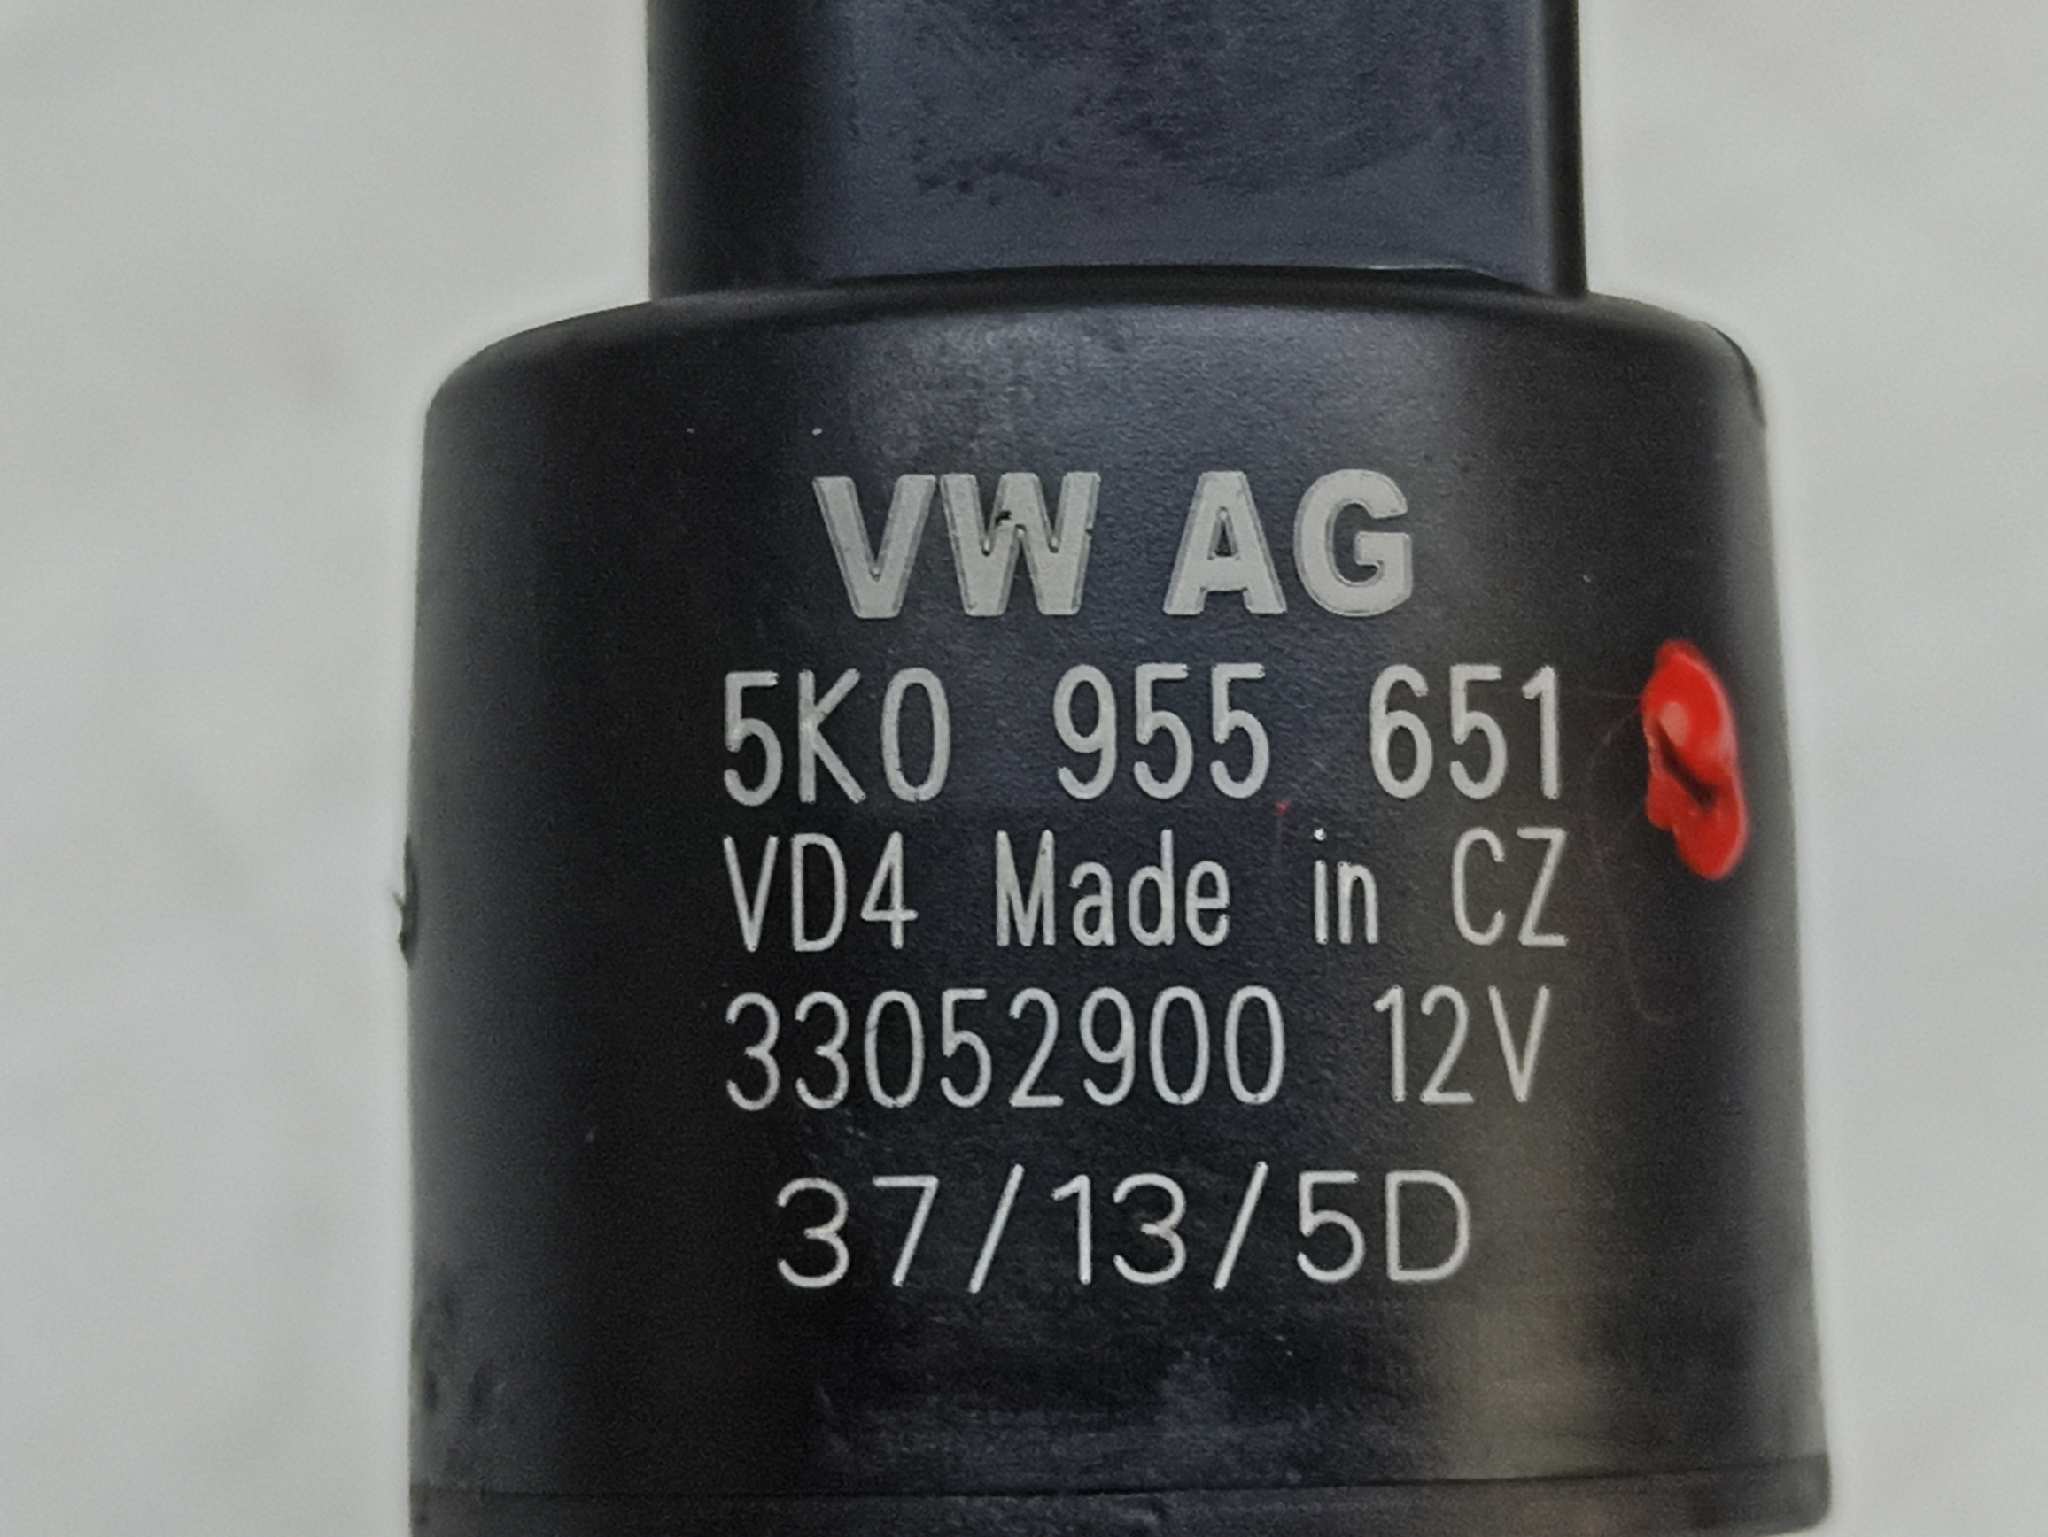 VW AG
5K0 955 651
VD4 Made in CZ
33052900 12V
37/13/5D